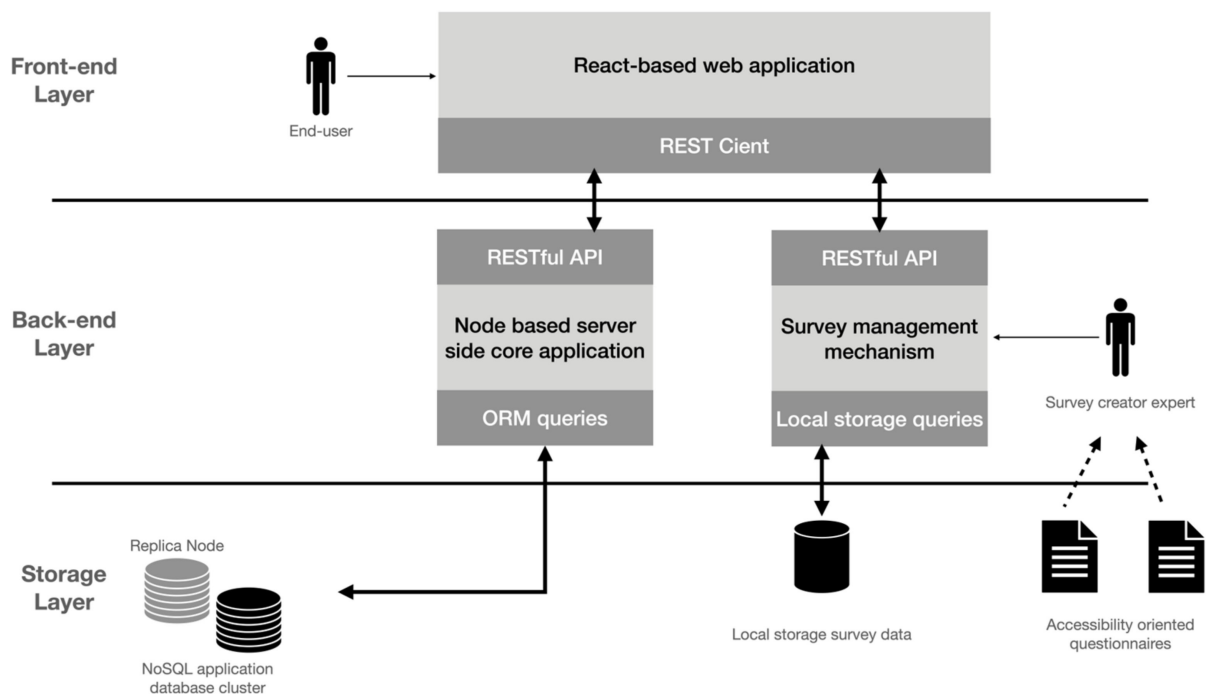 Front-end
Layer
End-user
React-based web application
REST Cient
Back-end
Layer
RESTful API
Node based server
side core application
ORM queries
RESTful API
Survey management
mechanism
Local storage queries
Survey creator expert
Storage
Layer
Replica Node
NoSQL application
database cluster
Local storage survey data
Accessibility oriented
questionnaires